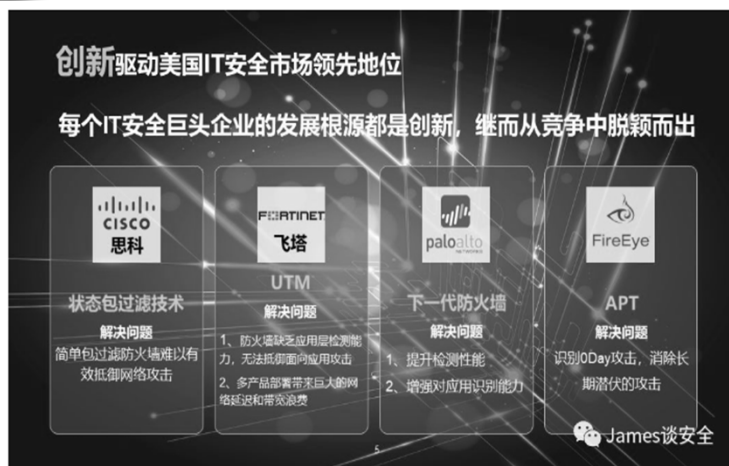 创新驱动美国IT安全市场领先地位
每个IT安全巨头企业的发展根源都是创新，继而从竞争中脱颖而出
CISCO
思科
状态包过滤技术
解决问题
简单包过滤防火墙难以有
效抵御网络攻击
FORTINET
飞塔
UTM
解决问题
1、防火墙缺乏应用层检测能
力，无法抵御面向应用攻击
2、多产品部署带来巨大的网
络延迟和带宽浪费
paloalto
NETWORKS
下一代防火墙
解决问题
1、提升检测性能
2、增强对应用识别能力
FireEye
APT
解决问题
识别0Day攻击，消除长
期潜伏的攻击
5
James谈安全